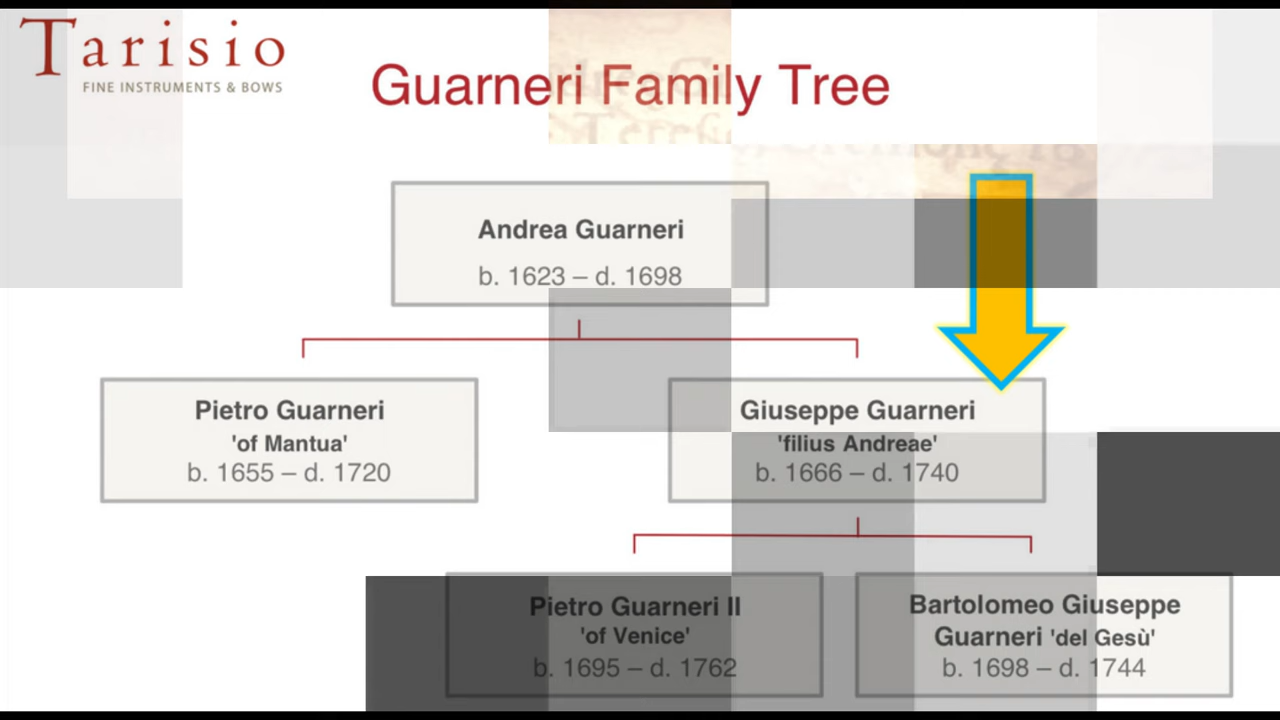 Tarisio
FINE INSTRUMENTS & BOWS
Guarneri Family Tree
Andrea Guarneri
b. 1623 – d. 1698
Pietro Guarneri
'of Mantua'
b. 1655 – d. 1720
Giuseppe Guarneri
'filius Andreae'
b. 1666 – d. 1740
Pietro Guarneri II
'of Venice'
b. 1695 – d. 1762
Bartolomeo Giuseppe
Guarneri 'del Gesù'
b. 1698 – d. 1744